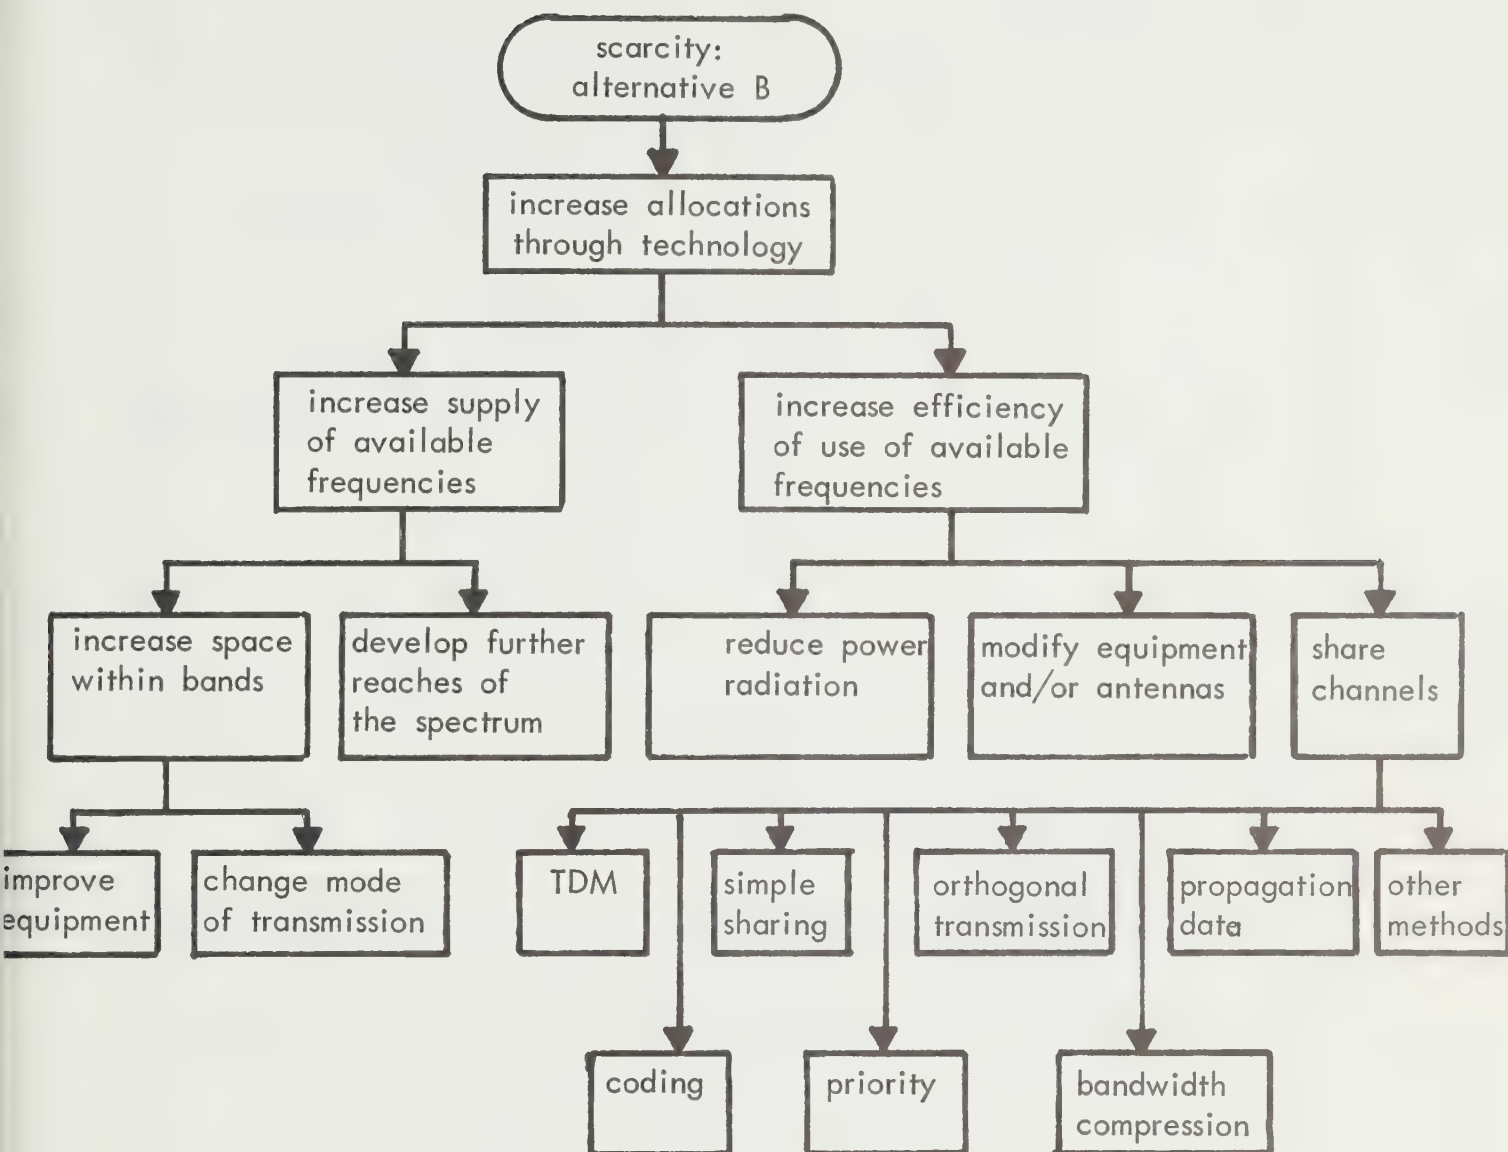 scarcity:
alternative B
increase allocations
through technology
increase supply
of available
frequencies
increase efficiency
of use of available
frequencies
increase space
within bands
develop further
reaches of
the spectrum
reduce power
radiation
modify equipment
and/or antennas
share
channels
improve
equipment
change mode
of transmission
TDM
simple
sharing
orthogonal
transmission
propagation
data
other
methods
coding
priority
bandwidth
compression